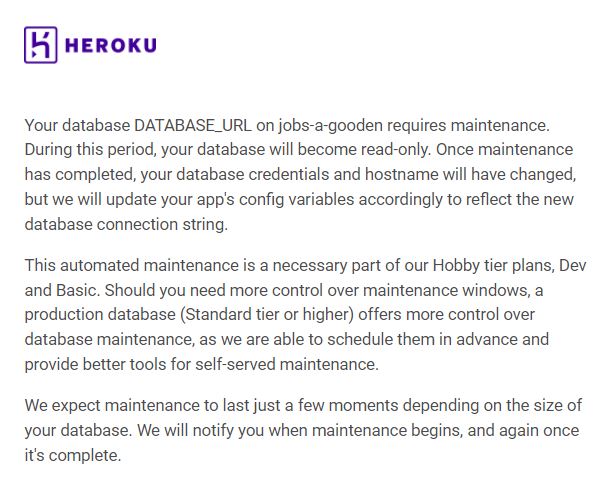 HEROKU
Your database DATABASE_URL on jobs-a-gooden requires maintenance.
During this period, your database will become read-only. Once maintenance
has completed, your database credentials and hostname will have changed,
but we will update your app's config variables accordingly to reflect the new
database connection string.
This automated maintenance is a necessary part of our Hobby tier plans, Dev
and Basic. Should you need more control over maintenance windows, a
production database (Standard tier or higher) offers more control over
database maintenance, as we are able to schedule them in advance and
provide better tools for self-served maintenance.
We expect maintenance to last just a few moments depending on the size of
your database. We will notify you when maintenance begins, and again once
it's complete.